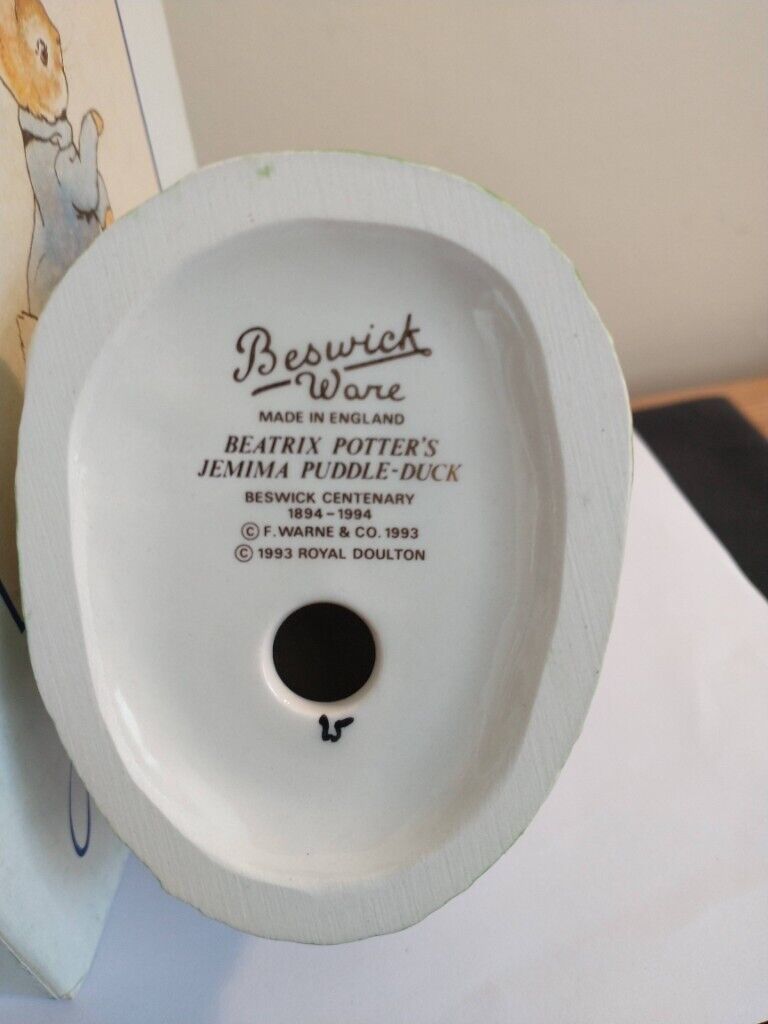 Beswick
Ware
MADE IN ENGLAND
BEATRIX POTTER'S
JEMIMA PUDDLE-DUCK
BESWICK CENTENARY
1894-1994
© F. WARNE & CO. 1993
© 1993 ROYAL DOULTON